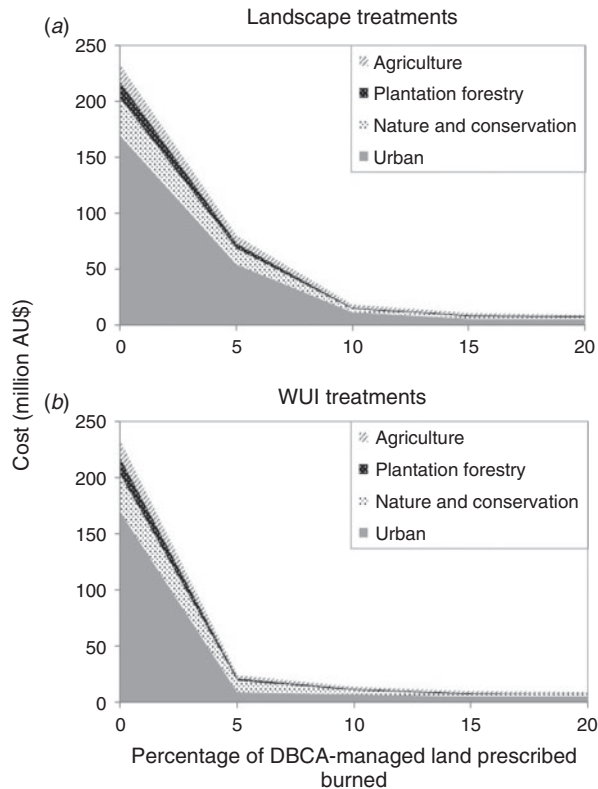 (a)
Landscape treatments
250
200
150
100
50
0
0 5 10 15 20
Agriculture
Plantation forestry
Nature and conservation
Urban
Cost (million AU$)
(b)
WUI treatments
250
200
150
100
50
0
0 5 10 15 20
Agriculture
Plantation forestry
Nature and conservation
Urban
Percentage of DBCA-managed land prescribed
burned